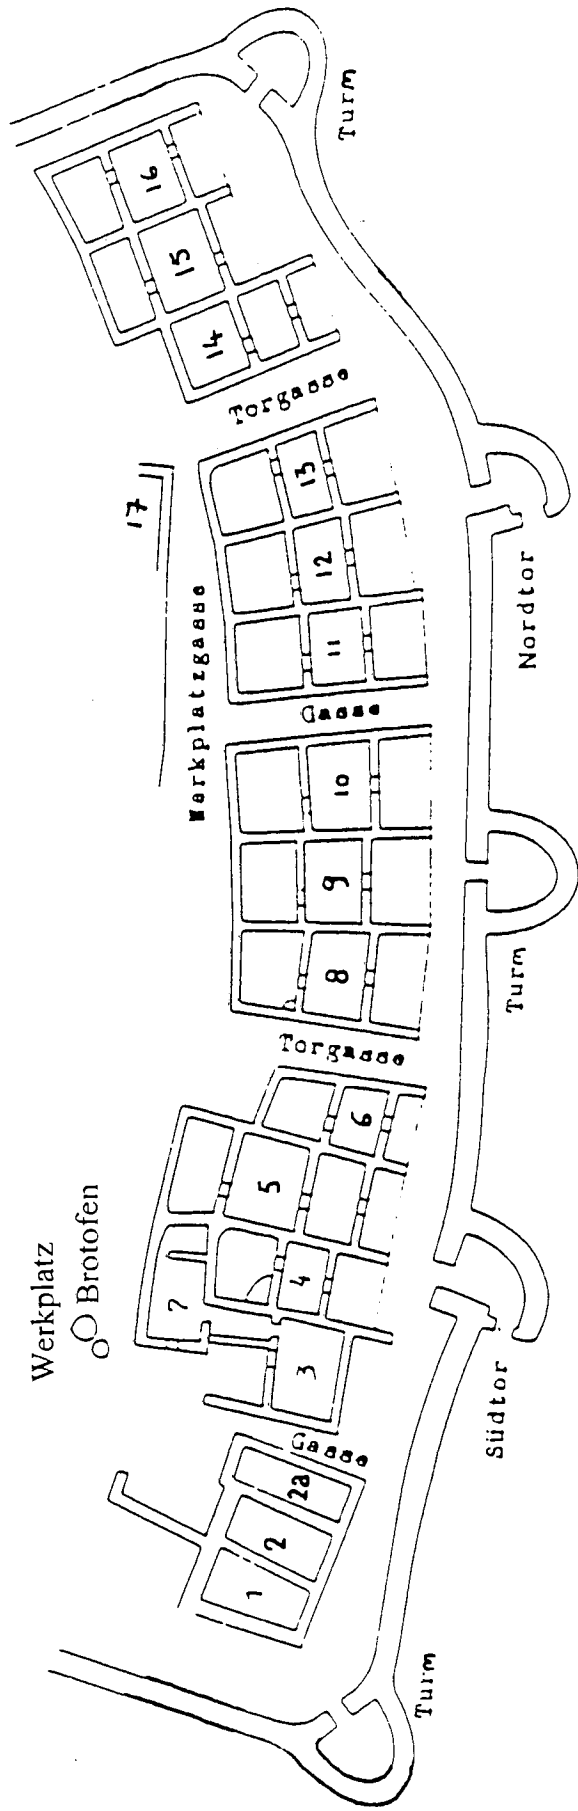 Werkplatz
Brotofen
Turm
1
2
2a
Gasse
3
4
5
6
7
Südtor
Torgasse
8
9
10
Turm
Gasse
11
12
13
Werkplatzgasse
17
Nordtor
Torgasse
14
15
16
Turm